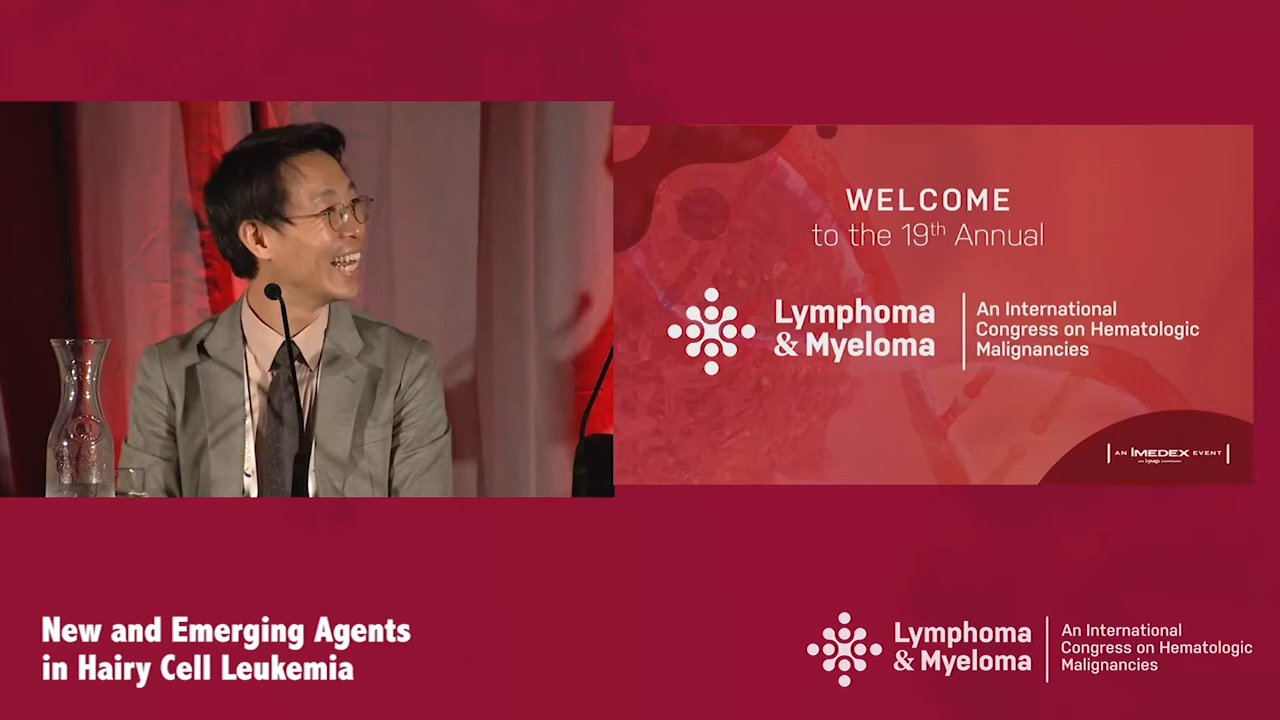 WELCOME
to the 19th Annual
Lymphoma
& Myeloma
An International
Congress on Hematologic
Malignancies
AN IMEDEX EVENT
New and Emerging Agents
in Hairy Cell Leukemia
Lymphoma
& Myeloma
An International
Congress on Hematologic
Malignancies